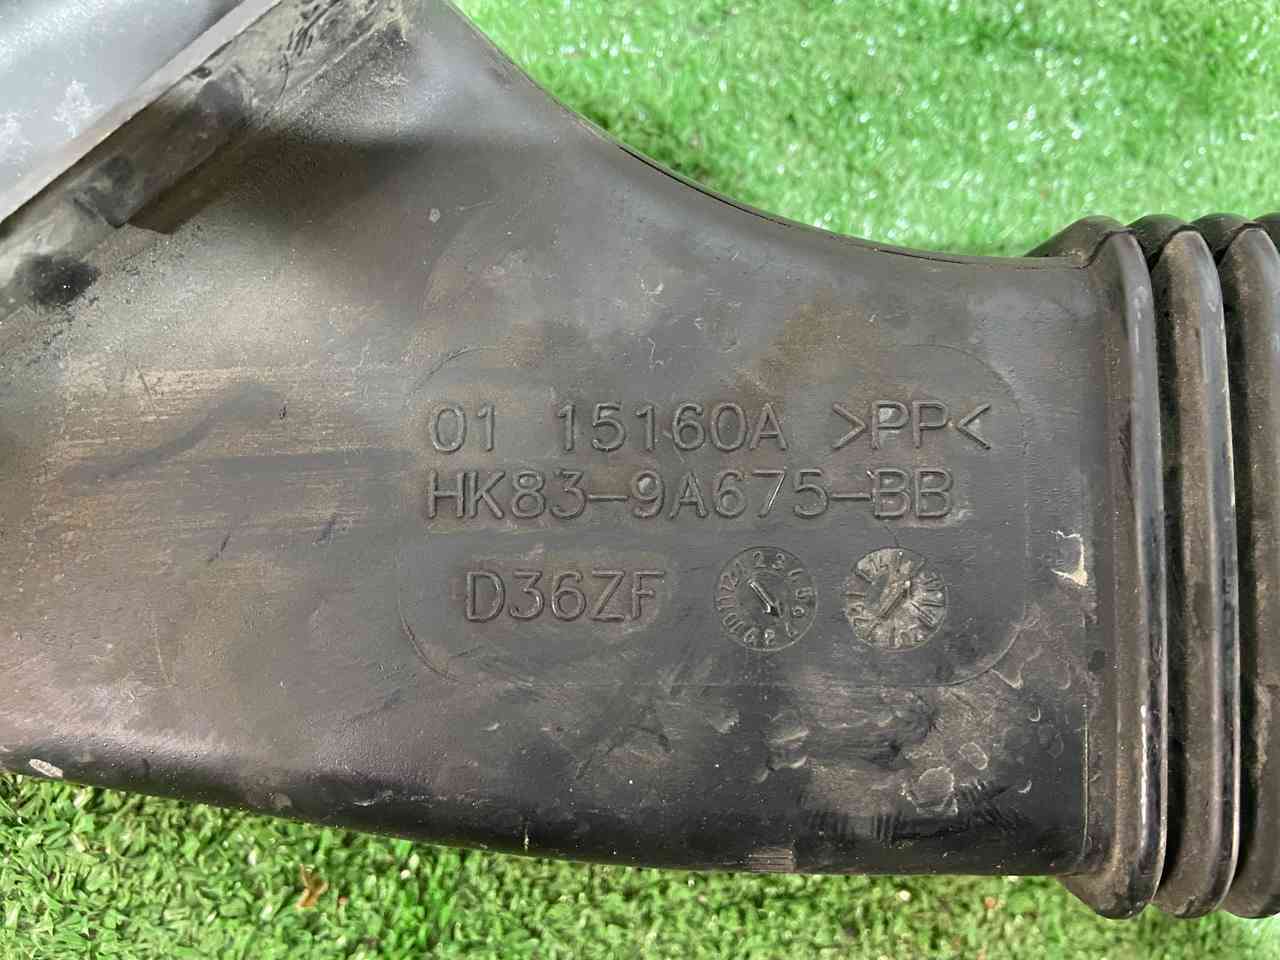 01 15160A >PP<
HK83-9A675-BB
D36ZF